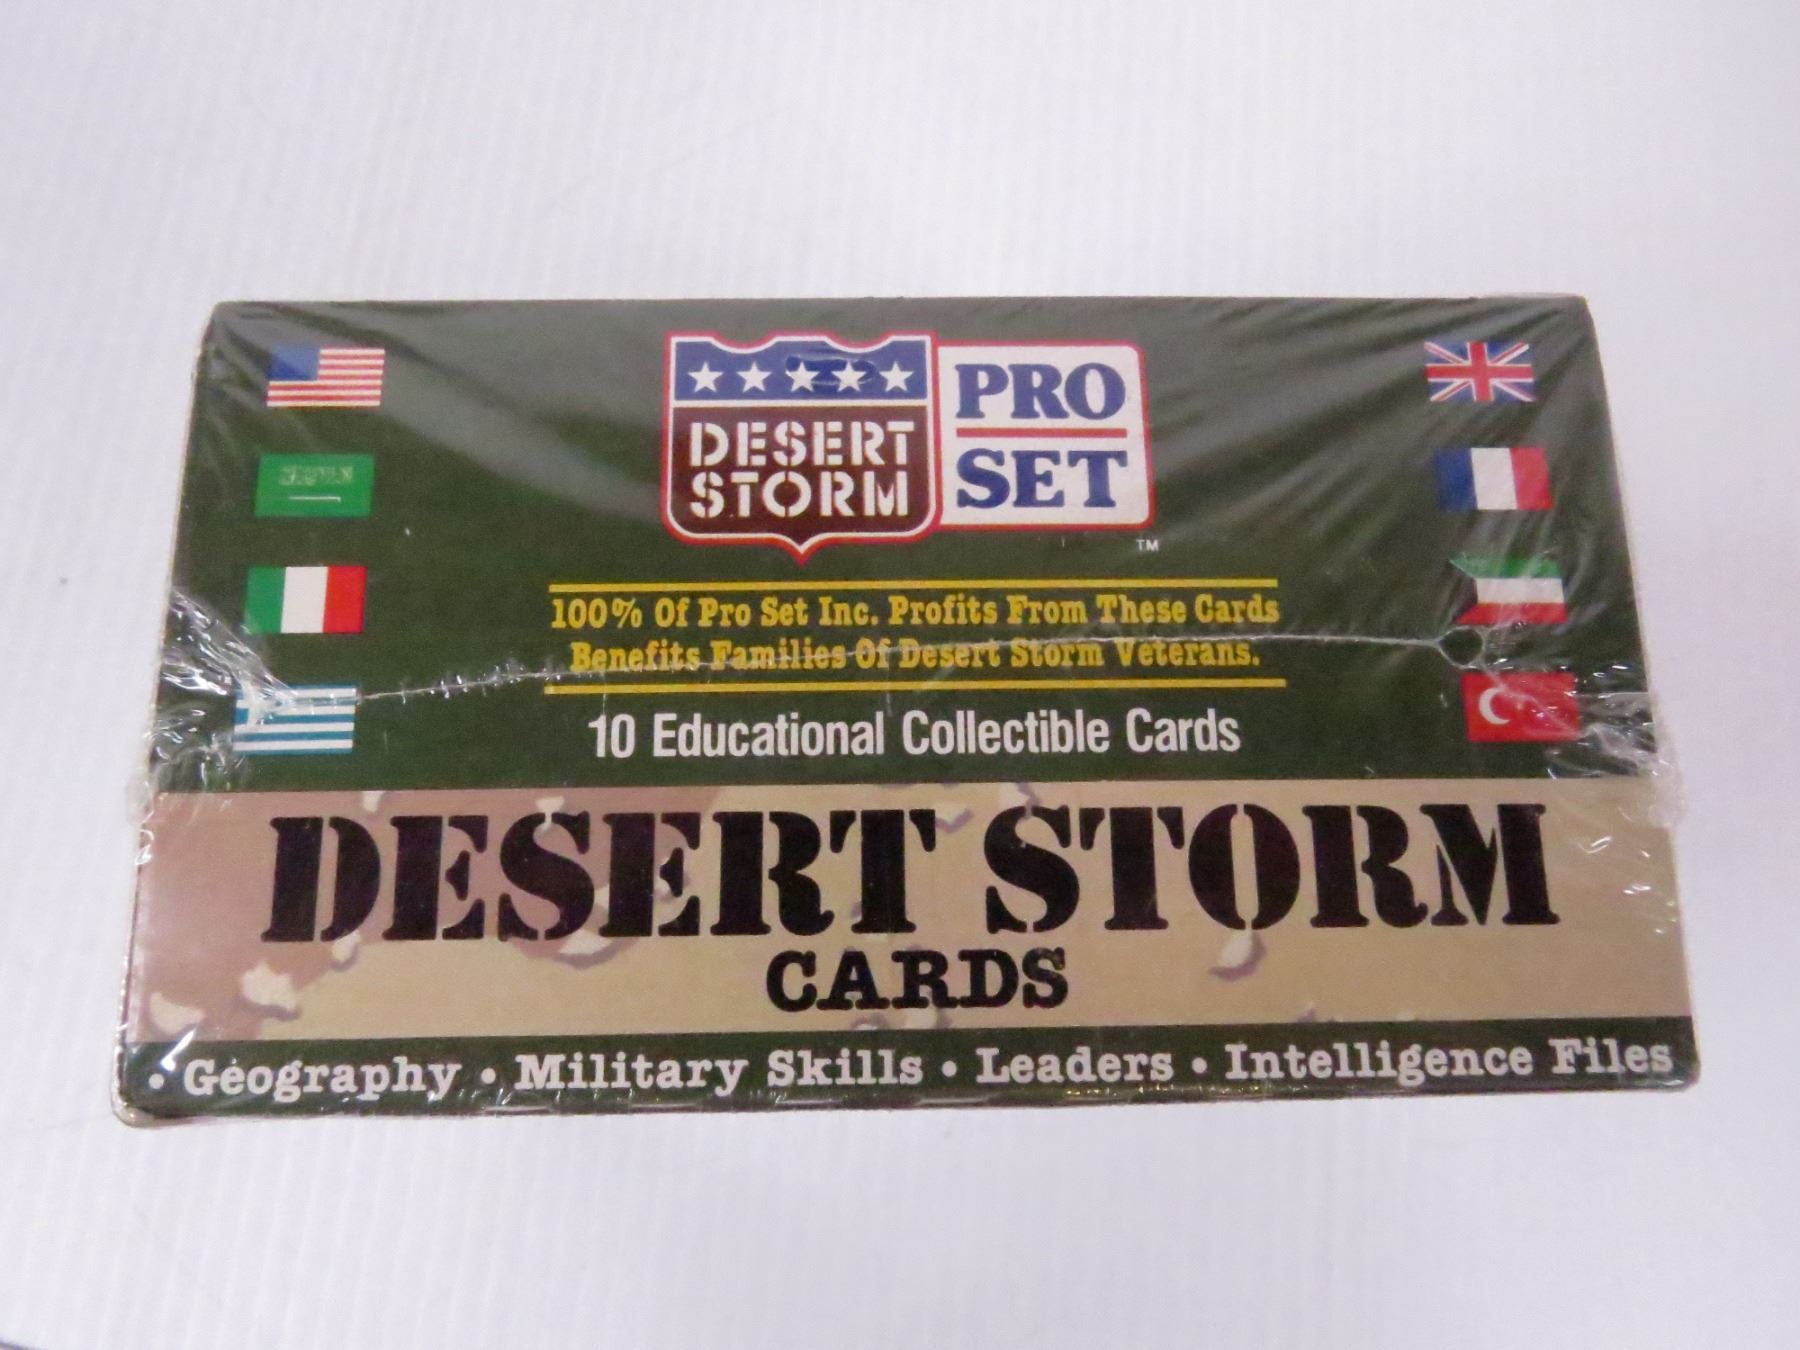 DESERT
STORM
PRO
SET
TM
100% Of Pro Set Inc. Profits From These Cards
Benefits Families Of Desert Storm Veterans.
10 Educational Collectible Cards
DESERT STORM
CARDS
• Geography • Military Skills • Leaders • Intelligence Files